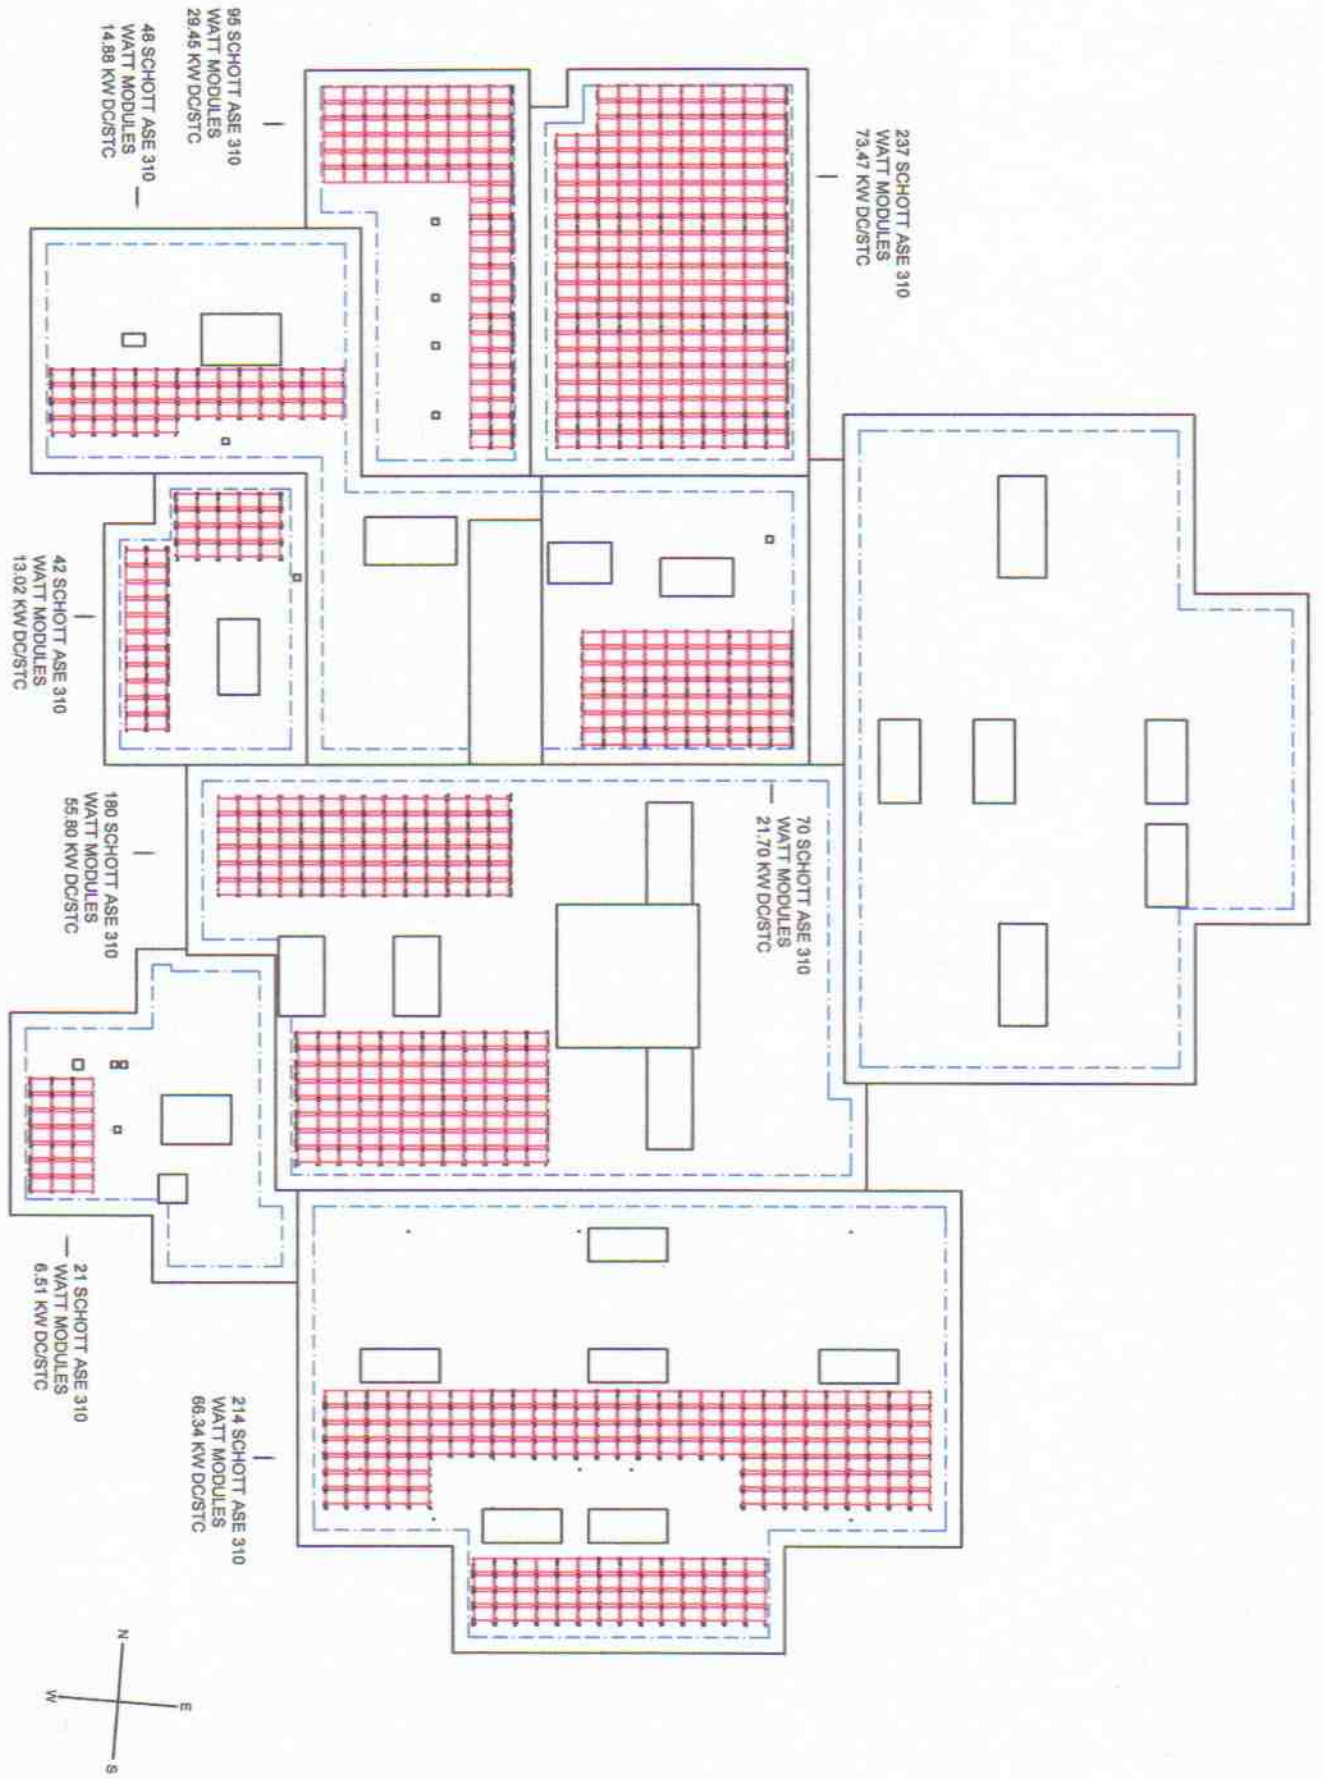 237 SCHOTT ASE 310
WATT MODULES
73.47 KW DC/STC
95 SCHOTT ASE 310
WATT MODULES
29.45 KW DC/STC
48 SCHOTT ASE 310
WATT MODULES
14.88 KW DC/STC
42 SCHOTT ASE 310
WATT MODULES
13.02 KW DC/STC
70 SCHOTT ASE 310
WATT MODULES
21.70 KW DC/STC
180 SCHOTT ASE 310
WATT MODULES
55.80 KW DC/STC
21 SCHOTT ASE 310
WATT MODULES
6.51 KW DC/STC
214 SCHOTT ASE 310
WATT MODULES
66.34 KW DC/STC
N
E
W
S